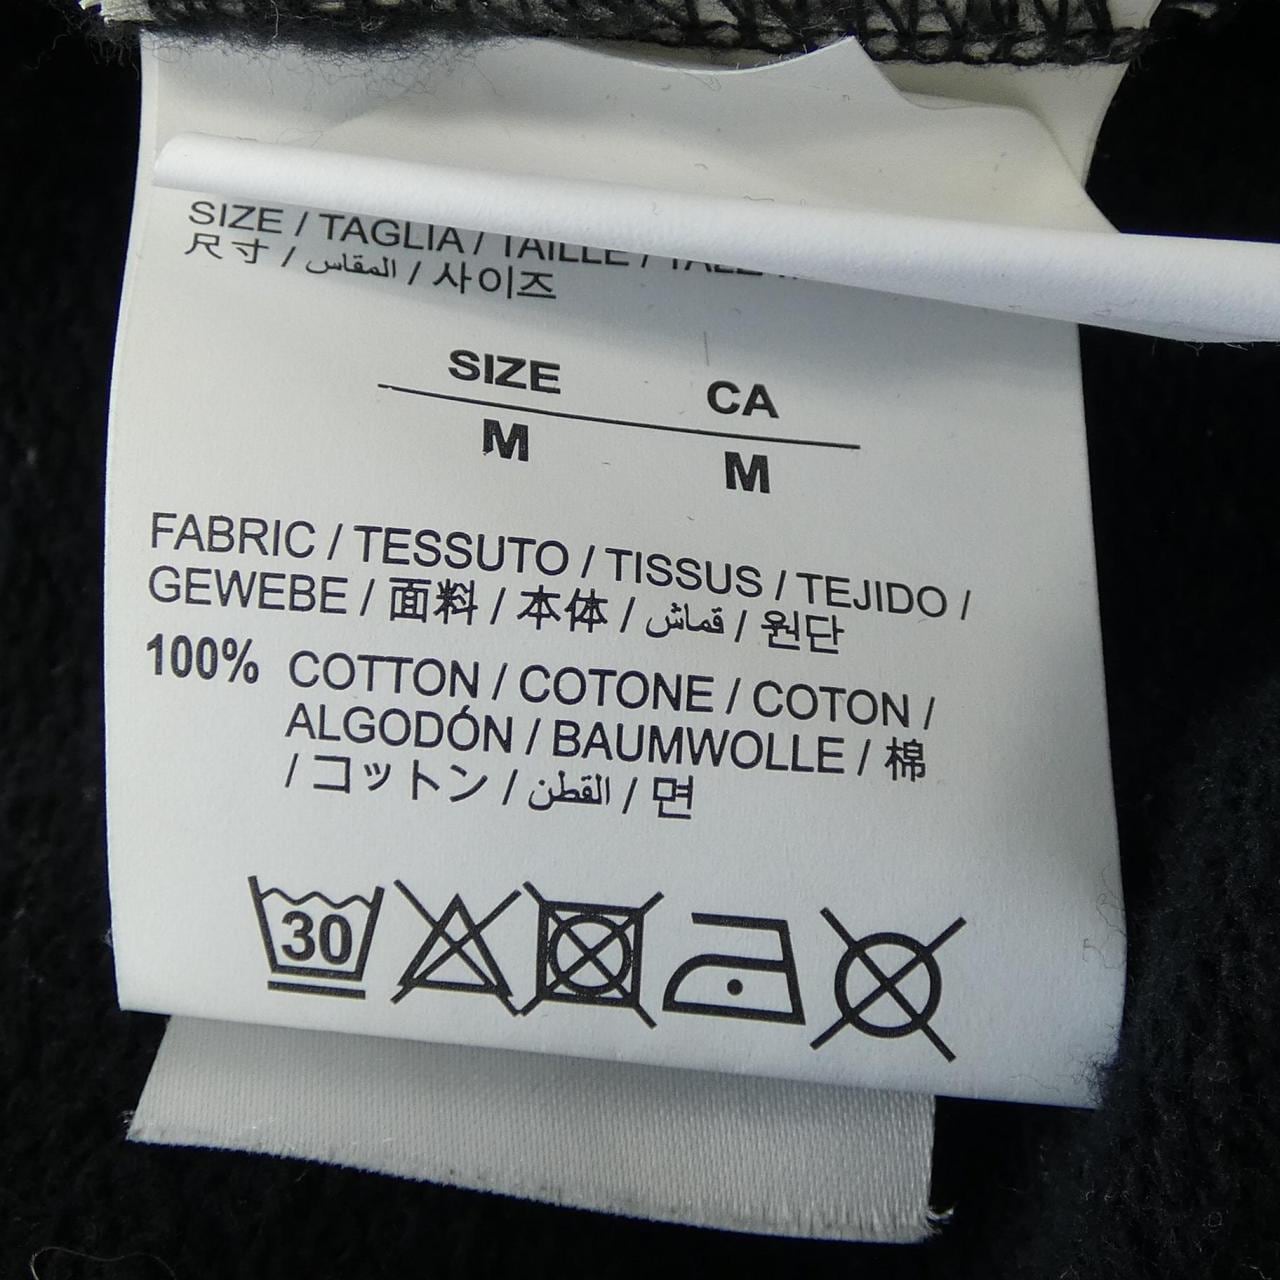 SIZE / TAGLIA / TAILLE /
尺寸 / المقاس / 사이즈
SIZE CA
M M
FABRIC / TESSUTO / TISSUS / TEJIDO /
GEWEBE / 面料 / 本体 / قماش / 원단
100% COTTON / COTONE / COTON /
ALGODÓN / BAUMWOLLE / 棉
/ コットン / القطن / 면
30